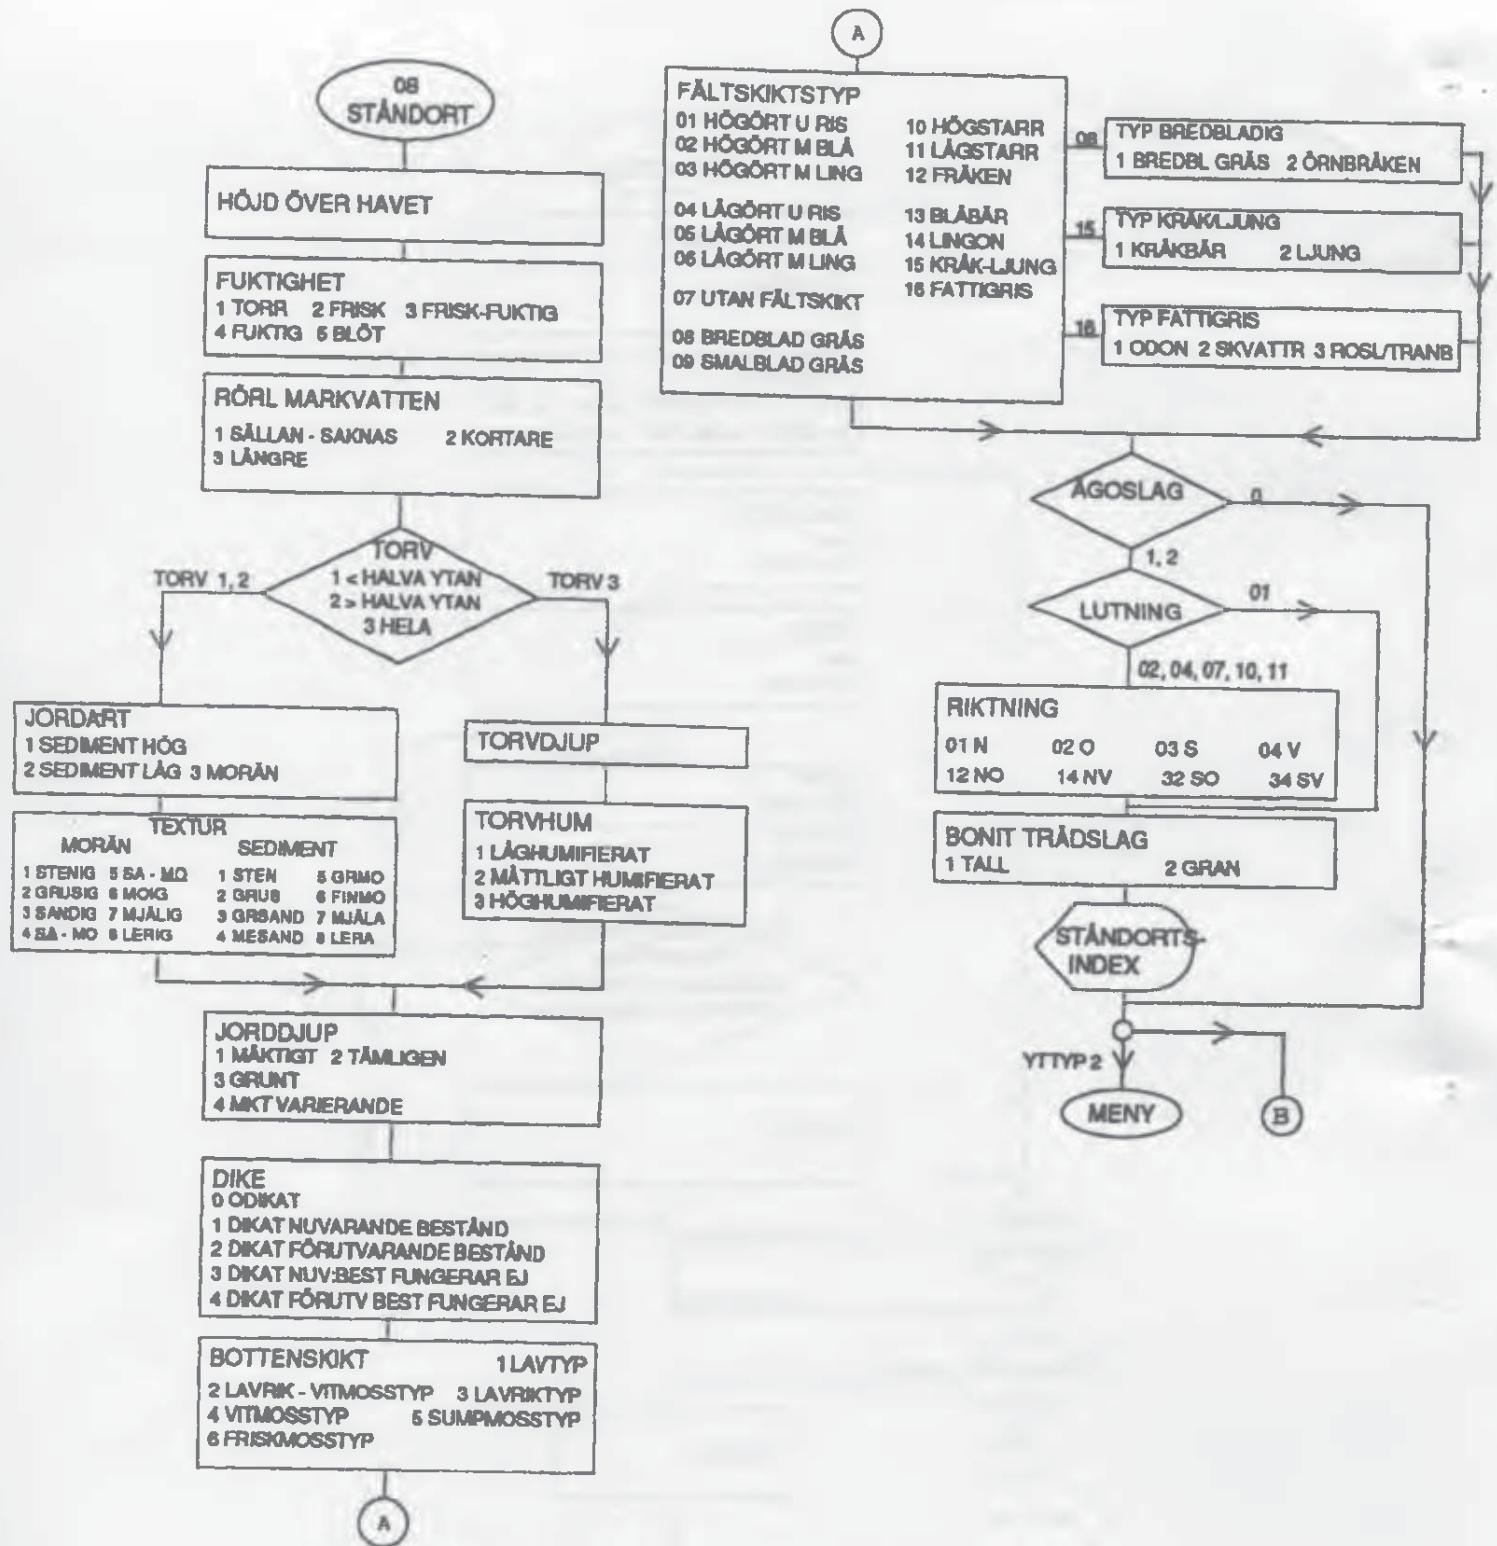 08
STÅNDORT
HÖJD ÖVER HAVET
FUKTIGHET
1 TORR 2 FRISK 3 FRISK-FUKTIG
4 FUKTIG 5 BLÖT
RÖRL MARKVATTEN
1 SÄLLAN - SAKNAS 2 KORTARE
3 LÄNGRE
TORV
1 < HALVA YTAN
2 > HALVA YTAN
3 HELA
TORV 1, 2
TORV 3
JORDART
1 SEDIMENT HÖG
2 SEDIMENT LÅG 3 MORÄN
TEXTUR
MORÄN SEDIMENT
1 STENIG 5 SA - MO 1 STEN 5 GRMO
2 GRUSIG 6 MOIG 2 GRUS 6 FINMO
3 SANDIG 7 MJÄLIG 3 GRSAND 7 MJÄLA
4 SA - MO 8 LERIG 4 MESAND 8 LERA
TORVDJUP
TORVHUM
1 LÅGHUMIFIERAT
2 MÅTTLIGT HUMIFIERAT
3 HÖGHUMIFIERAT
JORDDJUP
1 MÄKTIGT 2 TÄMLIGEN
3 GRUNT
4 MKT VARIERANDE
DIKE
0 ODIKAT
1 DIKAT NUVARANDE BESTÅND
2 DIKAT FÖRUTVARANDE BESTÅND
3 DIKAT NUV:BEST FUNGERAR EJ
4 DIKAT FÖRUTV BEST FUNGERAR EJ
BOTTENSKIKT 1 LAVTYP
2 LAVRIK - VITMOSSTYP 3 LAVRIKTYP
4 VITMOSSTYP 5 SUMPMOSSTYP
6 FRISKMOSSTYP
A
A
FÄLTSKIKTSTYP
01 HÖGÖRT U RIS 10 HÖGSTARR
02 HÖGÖRT M BLÅ 11 LÅGSTARR
03 HÖGÖRT M LING 12 FRÄKEN
04 LÅGÖRT U RIS 13 BLÅBÄR
05 LÅGÖRT M BLÅ 14 LINGON
06 LÅGÖRT M LING 15 KRÅK-LJUNG
07 UTAN FÄLTSKIKT 16 FATTIGRIS
08 BREDBLAD GRÄS
09 SMALBLAD GRÄS
08
TYP BREDBLADIG
1 BREDBL GRÄS 2 ÖRNBRÄKEN
15
TYP KRÅK/LJUNG
1 KRÅKBÄR 2 LJUNG
16
TYP FATTIGRIS
1 ODON 2 SKVATTR 3 ROSL/TRANB
ÄGOSLAG
0
1, 2
LUTNING
01
02, 04, 07, 10, 11
RIKTNING
01 N 02 O 03 S 04 V
12 NO 14 NV 32 SO 34 SV
BONIT TRÄDSLAG
1 TALL 2 GRAN
STÅNDORTS-
INDEX
YTTYP 2
MENY
B